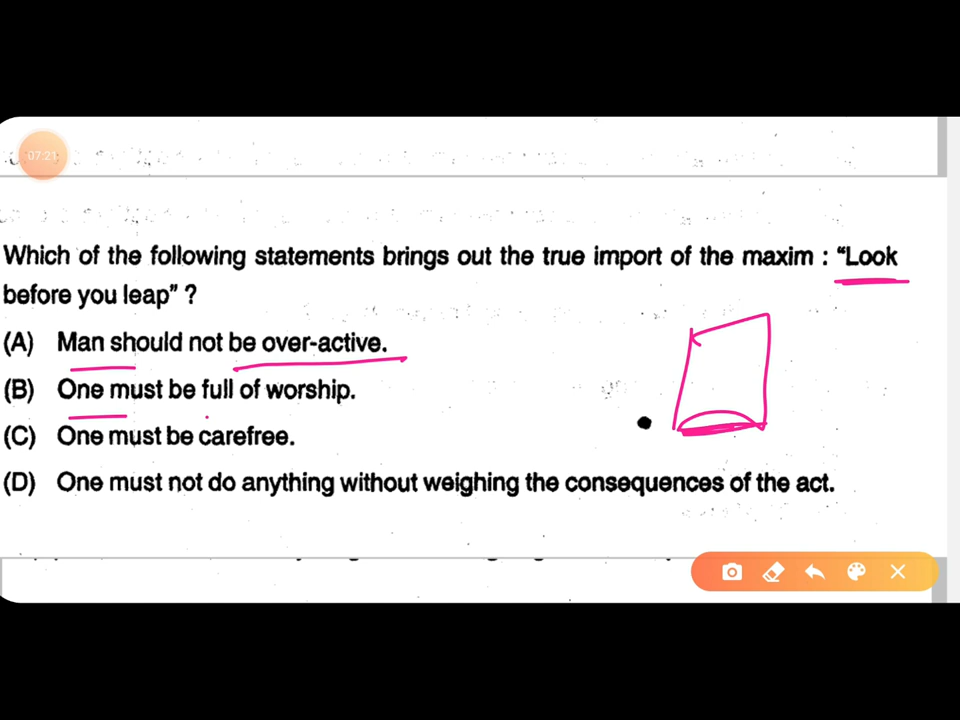 07:21
Which of the following statements brings out the true import of the maxim : “Look
before you leap” ?
(A) Man should not be over-active.
(B) One must be full of worship.
(C) One must be carefree.
(D) One must not do anything without weighing the consequences of the act.